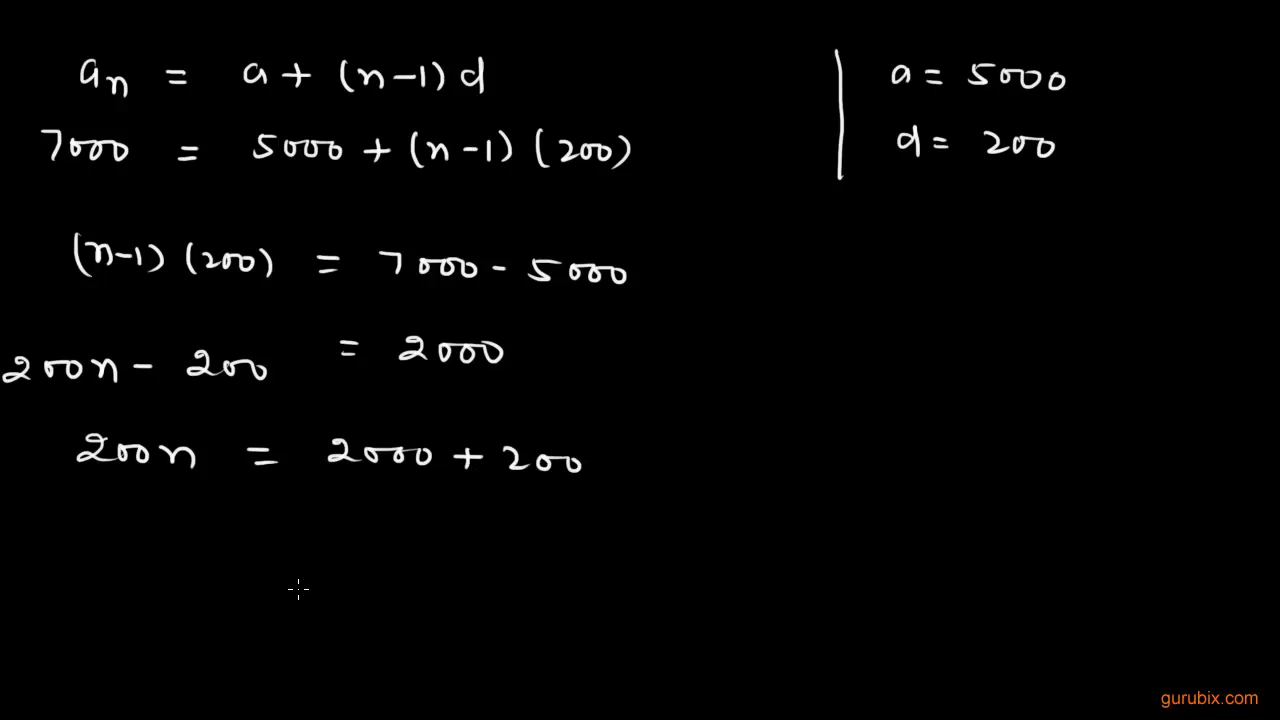 aₙ = a + (n-1) d
a = 5000
7000 = 5000 + (n-1) (200)
d = 200
(n-1) (200) = 7000 - 5000
200n - 200 = 2000
200n = 2000 + 200
gurubix.com